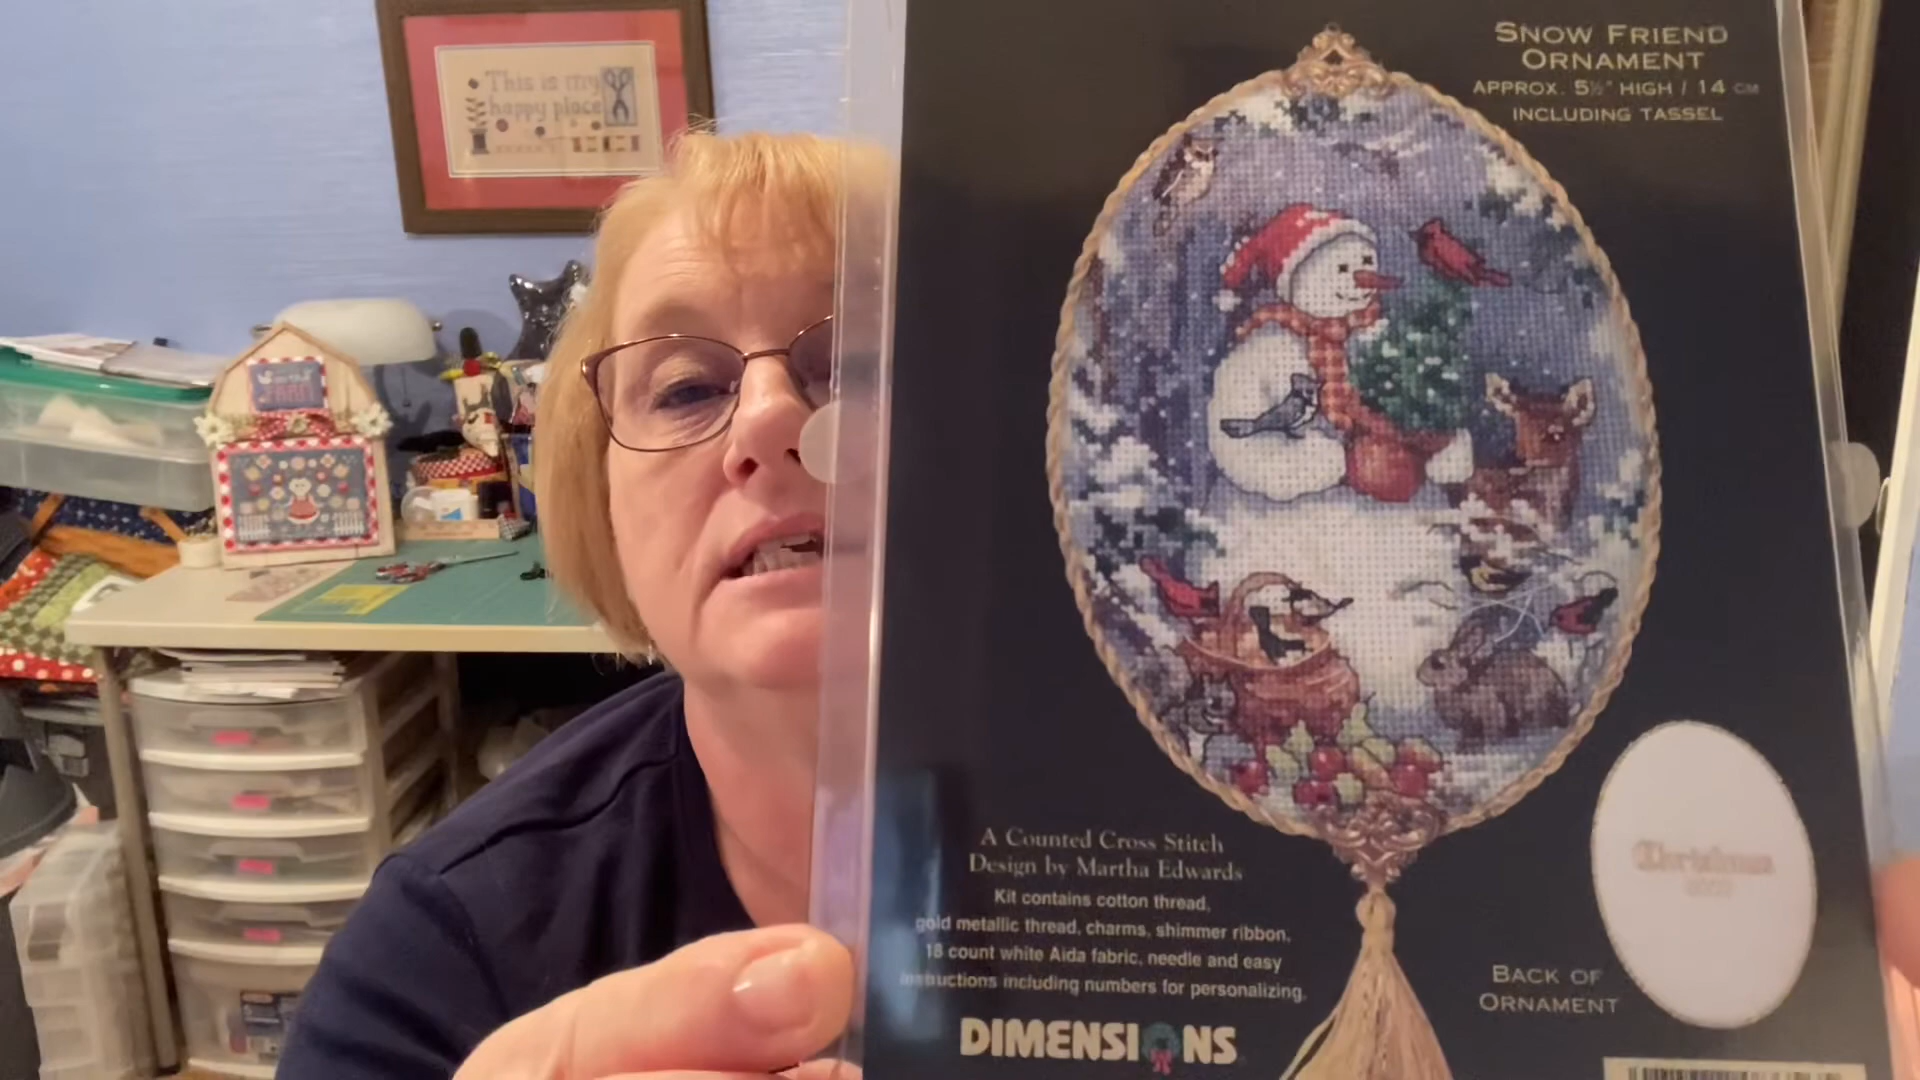 This is my
happy place
SNOW FRIEND
ORNAMENT
APPROX. 5½" HIGH / 14 CM
INCLUDING TASSEL
A Counted Cross Stitch
Design by Martha Edwards
Kit contains cotton thread,
gold metallic thread, charms, shimmer ribbon,
18 count white Aida fabric, needle and easy
instructions including numbers for personalizing.
DIMENSIONS
Christmas
BACK OF
ORNAMENT